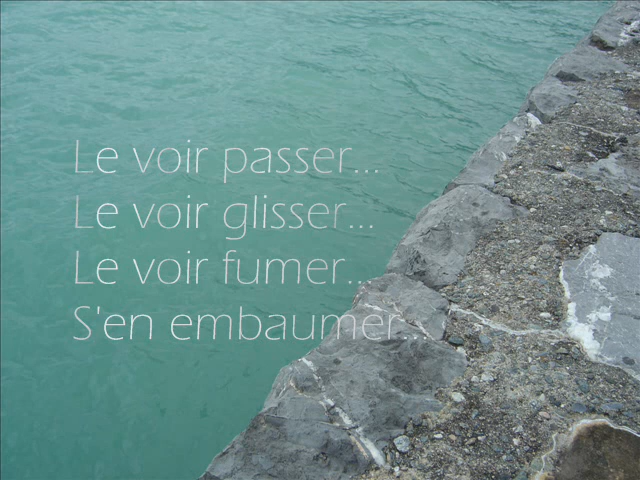 Le voir passer...
Le voir glisser...
Le voir fumer...
S'en embaumer...